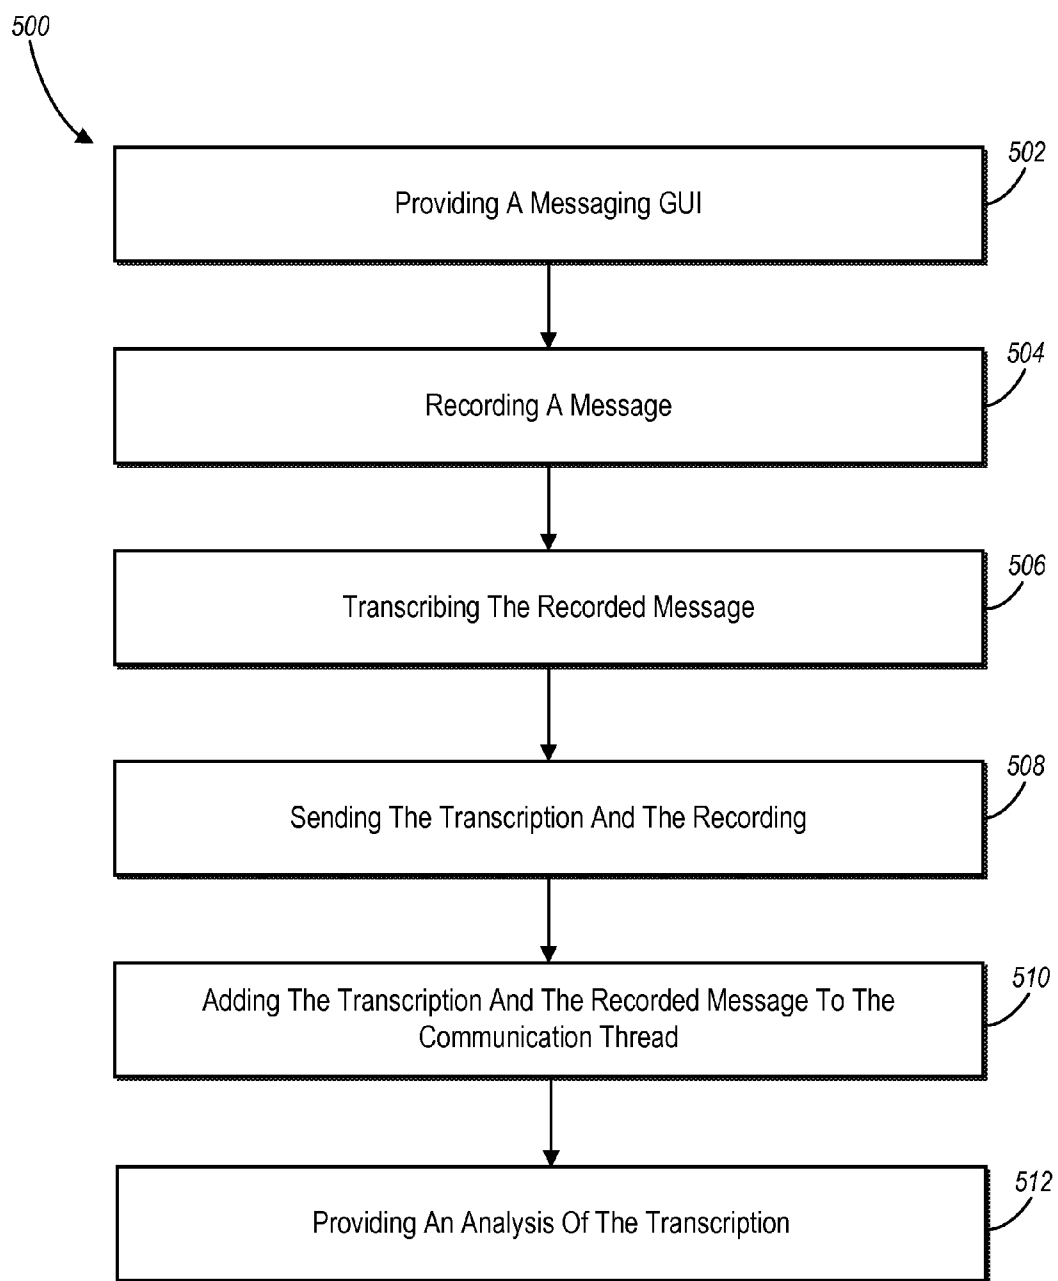 500
502
Providing A Messaging GUI
504
Recording A Message
506
Transcribing The Recorded Message
508
Sending The Transcription And The Recording
510
Adding The Transcription And The Recorded Message To The
Communication Thread
512
Providing An Analysis Of The Transcription